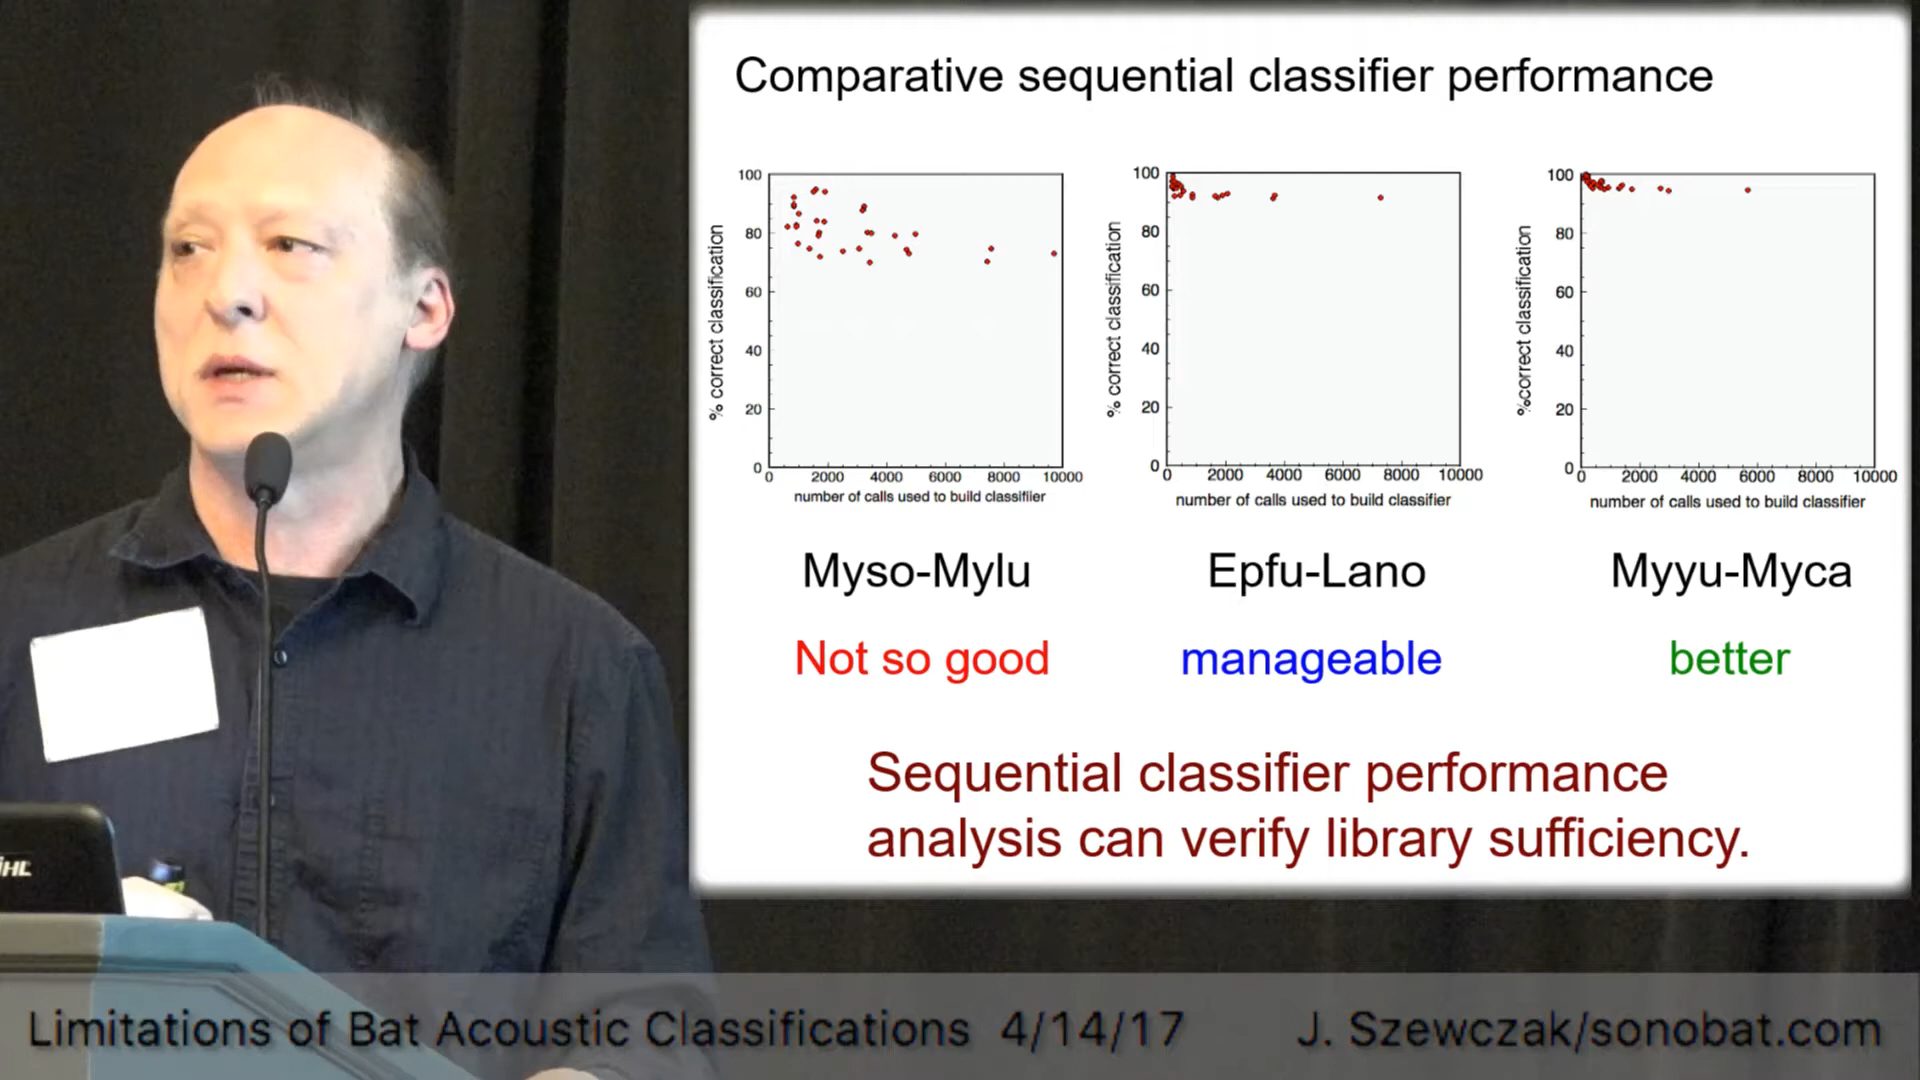 Comparative sequential classifier performance
100
80
60
40
20
0
% correct classification
0 2000 4000 6000 8000 10000
number of calls used to build classifiier
100
80
60
40
20
0
% correct classification
0 2000 4000 6000 8000 10000
number of calls used to build classifier
100
80
60
40
20
0
%correct classification
0 2000 4000 6000 8000 10000
number of calls used to build classifier
Myso-Mylu
Epfu-Lano
Myyu-Myca
Not so good
manageable
better
Sequential classifier performance
analysis can verify library sufficiency.
Limitations of Bat Acoustic Classifications 4/14/17
J. Szewczak/sonobat.com